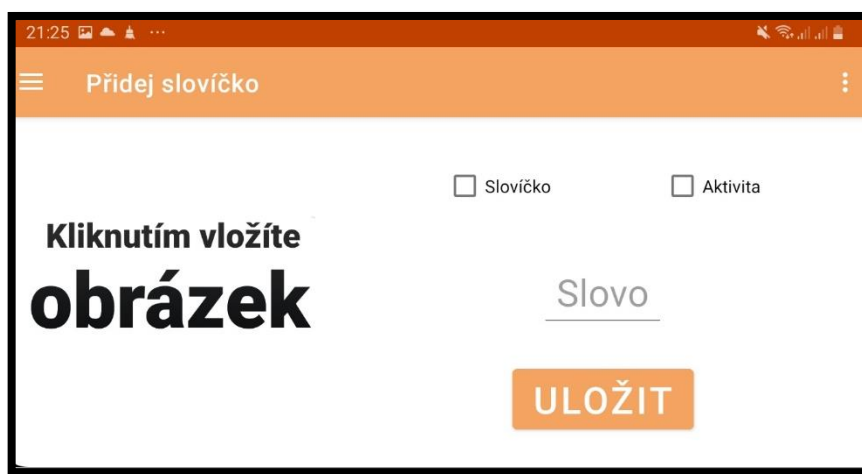 21:25
Přidej slovíčko
Slovíčko
Aktivita
Kliknutím vložíte
obrázek
Slovo
ULOŽIT